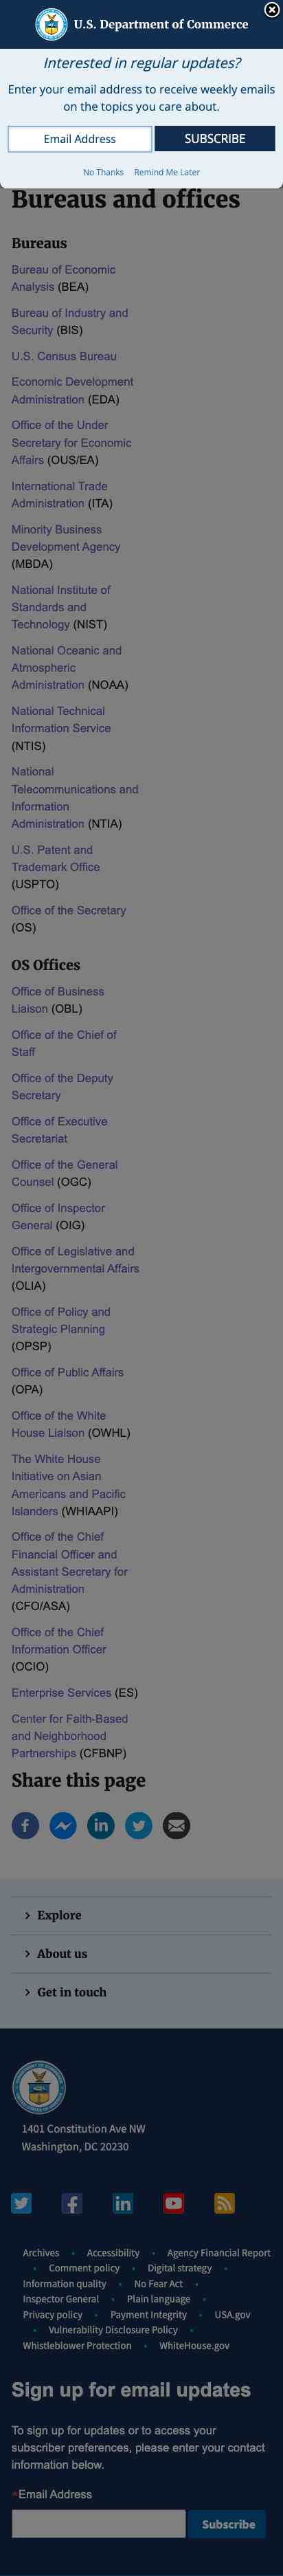 U.S. Department of Commerce
Interested in regular updates?
Enter your email address to receive weekly emails
on the topics you care about.
Email Address
SUBSCRIBE
No Thanks Remind Me Later
Bureaus and offices
Bureaus
Bureau of Economic
Analysis (BEA)
Bureau of Industry and
Security (BIS)
U.S. Census Bureau
Economic Development
Administration (EDA)
Office of the Under
Secretary for Economic
Affairs (OUS/EA)
International Trade
Administration (ITA)
Minority Business
Development Agency
(MBDA)
National Institute of
Standards and
Technology (NIST)
National Oceanic and
Atmospheric
Administration (NOAA)
National Technical
Information Service
(NTIS)
National
Telecommunications and
Information
Administration (NTIA)
U.S. Patent and
Trademark Office
(USPTO)
Office of the Secretary
(OS)
OS Offices
Office of Business
Liaison (OBL)
Office of the Chief of
Staff
Office of the Deputy
Secretary
Office of Executive
Secretariat
Office of the General
Counsel (OGC)
Office of Inspector
General (OIG)
Office of Legislative and
Intergovernmental Affairs
(OLIA)
Office of Policy and
Strategic Planning
(OPSP)
Office of Public Affairs
(OPA)
Office of the White
House Liaison (OWHL)
The White House
Initiative on Asian
Americans and Pacific
Islanders (WHIAAPI)
Office of the Chief
Financial Officer and
Assistant Secretary for
Administration
(CFO/ASA)
Office of the Chief
Information Officer
(OCIO)
Enterprise Services (ES)
Center for Faith-Based
and Neighborhood
Partnerships (CFBNP)
Share this page
Explore
About us
Get in touch
1401 Constitution Ave NW
Washington, DC 20230
Archives • Accessibility • Agency Financial Report
• Comment policy • Digital strategy •
Information quality • No Fear Act •
Inspector General • Plain language •
Privacy policy • Payment Integrity • USA.gov
• Vulnerability Disclosure Policy •
Whistleblower Protection • WhiteHouse.gov
Sign up for email updates
To sign up for updates or to access your
subscriber preferences, please enter your contact
information below.
*Email Address
Subscribe